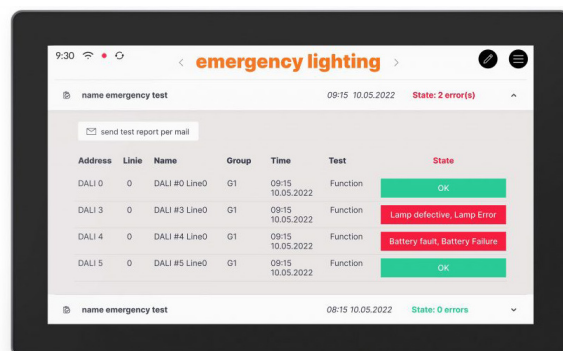 9:30
emergency lighting
name emergency test 09:15 10.05.2022 State: 2 error(s)
send test report per mail
Address Linie Name Group Time Test State
DALI 0 0 DALI #0 Line0 G1 09:15 10.05.2022 Function OK
DALI 3 0 DALI #3 Line0 G1 09:15 10.05.2022 Function Lamp defective, Lamp Error
DALI 4 0 DALI #4 Line0 G1 09:15 10.05.2022 Function Battery fault, Battery Failure
DALI 5 0 DALI #5 Line0 G1 09:15 10.05.2022 Function OK
name emergency test 08:15 10.05.2022 State: 0 errors